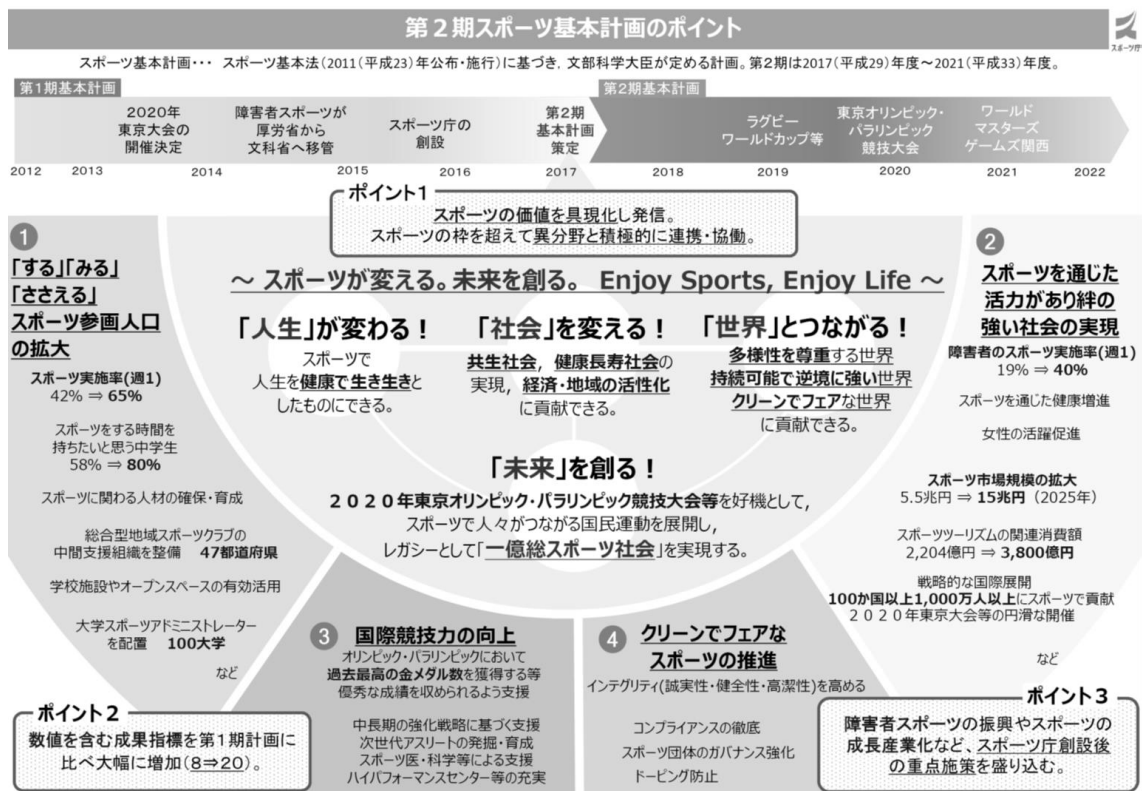 第2期スポーツ基本計画のポイント
スポーツ庁
スポーツ基本計画・・・ スポーツ基本法(2011(平成23)年公布・施行)に基づき，文部科学大臣が定める計画。第2期は2017(平成29)年度～2021(平成33)年度。
第1期基本計画
第2期基本計画
2020年
東京大会の
開催決定
障害者スポーツが
厚労省から
文科省へ移管
スポーツ庁の
創設
第2期
基本計画
策定
ラグビー
ワールドカップ等
東京オリンピック・
パラリンピック
競技大会
ワールド
マスターズ
ゲームズ関西
2012 2013 2014 2015 2016 2017 2018 2019 2020 2021 2022
ポイント1
スポーツの価値を具現化し発信。
スポーツの枠を超えて異分野と積極的に連携・協働。
～ スポーツが変える。未来を創る。 Enjoy Sports, Enjoy Life ～
「人生」が変わる！
スポーツで
人生を健康で生き生きと
したものにできる。
「社会」を変える！
共生社会，健康長寿社会の
実現，経済・地域の活性化
に貢献できる。
「世界」とつながる！
多様性を尊重する世界
持続可能で逆境に強い世界
クリーンでフェアな世界
に貢献できる。
「未来」を創る！
2020年東京オリンピック・パラリンピック競技大会等を好機として，
スポーツで人々がつながる国民運動を展開し，
レガシーとして「一億総スポーツ社会」を実現する。
1
「する」「みる」
「ささえる」
スポーツ参画人口
の拡大
スポーツ実施率(週1)
42% ⇒ 65%
スポーツをする時間を
持ちたいと思う中学生
58% ⇒ 80%
スポーツに関わる人材の確保・育成
総合型地域スポーツクラブの
中間支援組織を整備 47都道府県
学校施設やオープンスペースの有効活用
大学スポーツアドミニストレーター
を配置 100大学
など
2
スポーツを通じた
活力があり絆の
強い社会の実現
障害者のスポーツ実施率(週1)
19% ⇒ 40%
スポーツを通じた健康増進
女性の活躍促進
スポーツ市場規模の拡大
5.5兆円 ⇒ 15兆円（2025年）
スポーツツーリズムの関連消費額
2,204億円 ⇒ 3,800億円
戦略的な国際展開
100か国以上1,000万人以上にスポーツで貢献
2020年東京大会等の円滑な開催
など
3
国際競技力の向上
オリンピック・パラリンピックにおいて
過去最高の金メダル数を獲得する等
優秀な成績を収められるよう支援
中長期の強化戦略に基づく支援
次世代アスリートの発掘・育成
スポーツ医・科学等による支援
ハイパフォーマンスセンター等の充実
4
クリーンでフェアな
スポーツの推進
インテグリティ(誠実性・健全性・高潔性)を高める
コンプライアンスの徹底
スポーツ団体のガバナンス強化
ドーピング防止
ポイント2
数値を含む成果指標を第1期計画に
比べ大幅に増加(8⇒20)。
ポイント3
障害者スポーツの振興やスポーツの
成長産業化など、スポーツ庁創設後
の重点施策を盛り込む。